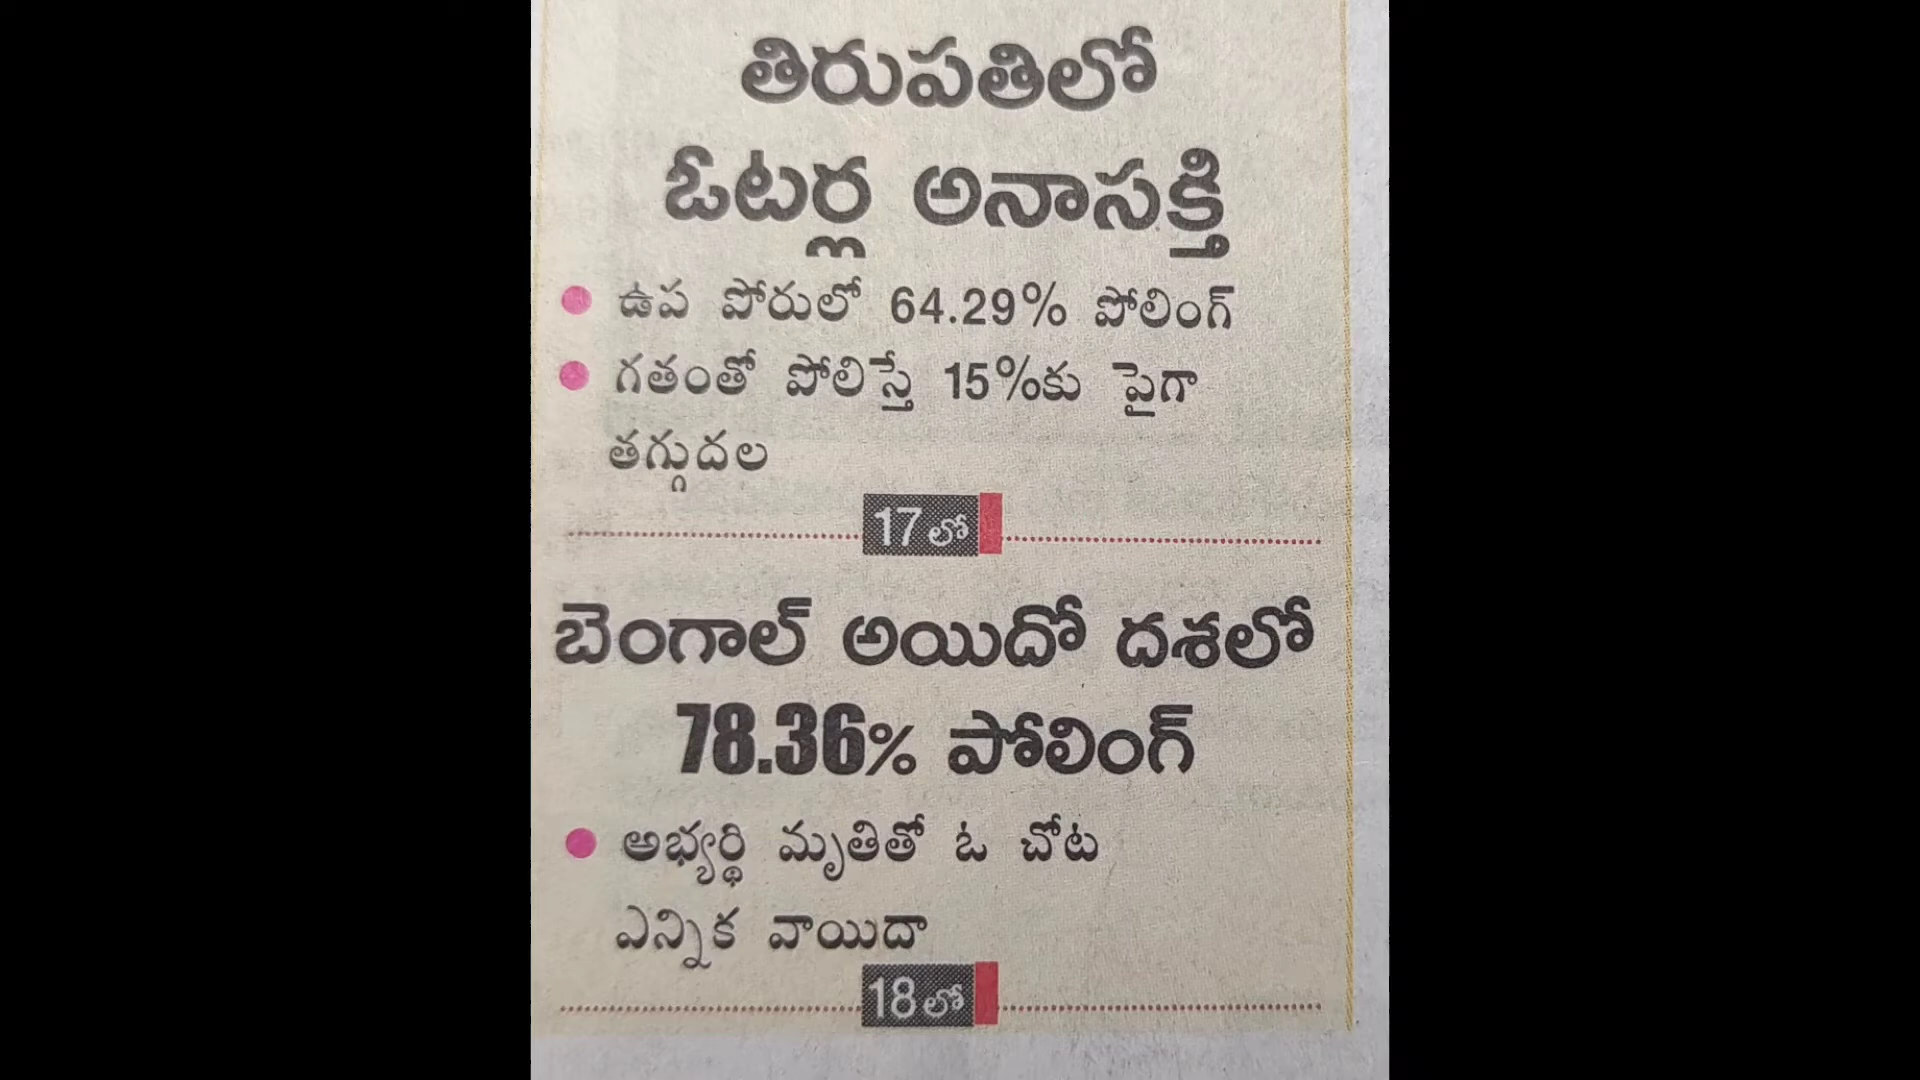 తిరుపతిలో
ఓటర్ల అనాసక్తి
ఉప పోరులో 64.29% పోలింగ్
గతంతో పోలిస్తే 15%కు పైగా
తగ్గుదల
17లో
బెంగాల్ అయిదో దశలో
78.36% పోలింగ్
అభ్యర్థి మృతితో ఓ చోట
ఎన్నిక వాయిదా
18లో